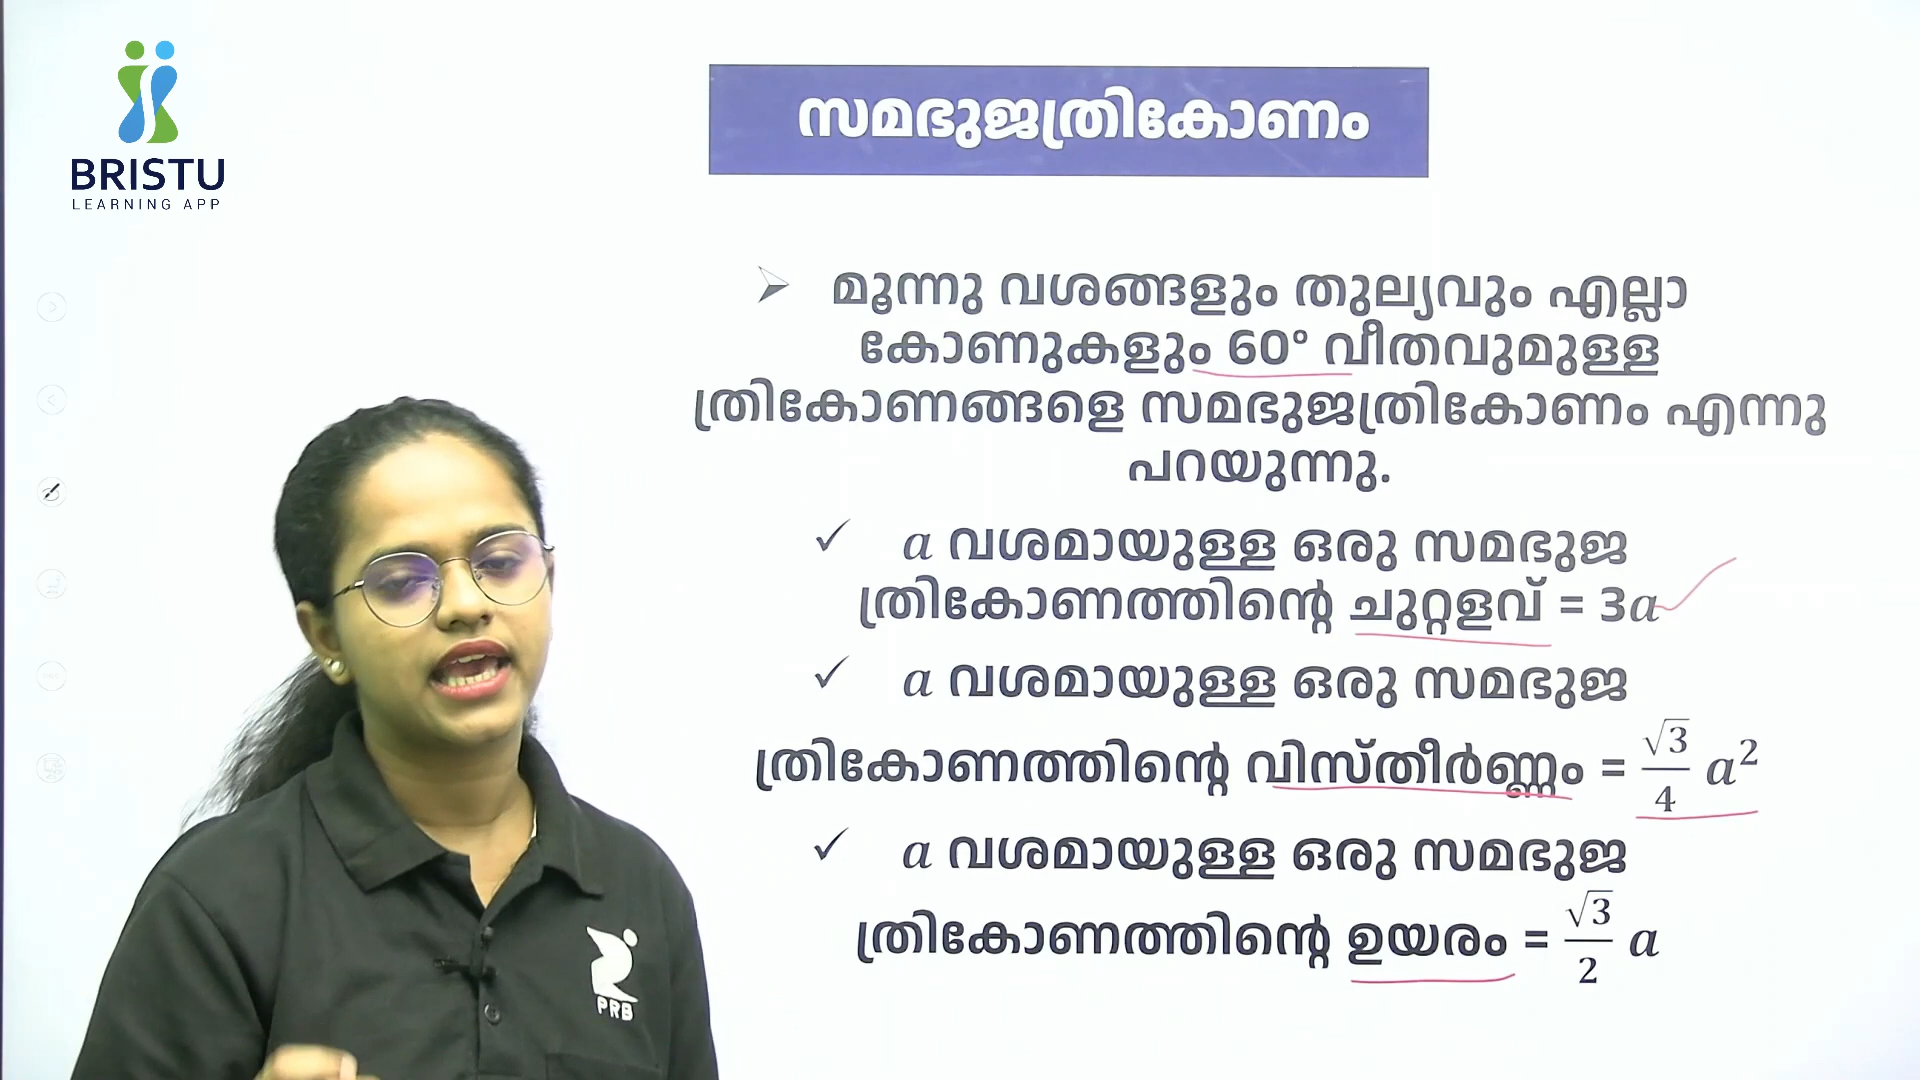 BRISTU
LEARNING APP
സമഭുജത്രികോണം
➢ മൂന്നു വശങ്ങളും തുല്യവും എല്ലാ
കോണുകളും 60° വീതവുമുള്ള
ത്രികോണങ്ങളെ സമഭുജത്രികോണം എന്നു
പറയുന്നു.
✓ a വശമായുള്ള ഒരു സമഭുജ
ത്രികോണത്തിന്റെ ചുറ്റളവ് = 3a
✓ a വശമായുള്ള ഒരു സമഭുജ
ത്രികോണത്തിന്റെ വിസ്തീർണ്ണം = √3/4 a²
✓ a വശമായുള്ള ഒരു സമഭുജ
ത്രികോണത്തിന്റെ ഉയരം = √3/2 a
PRB